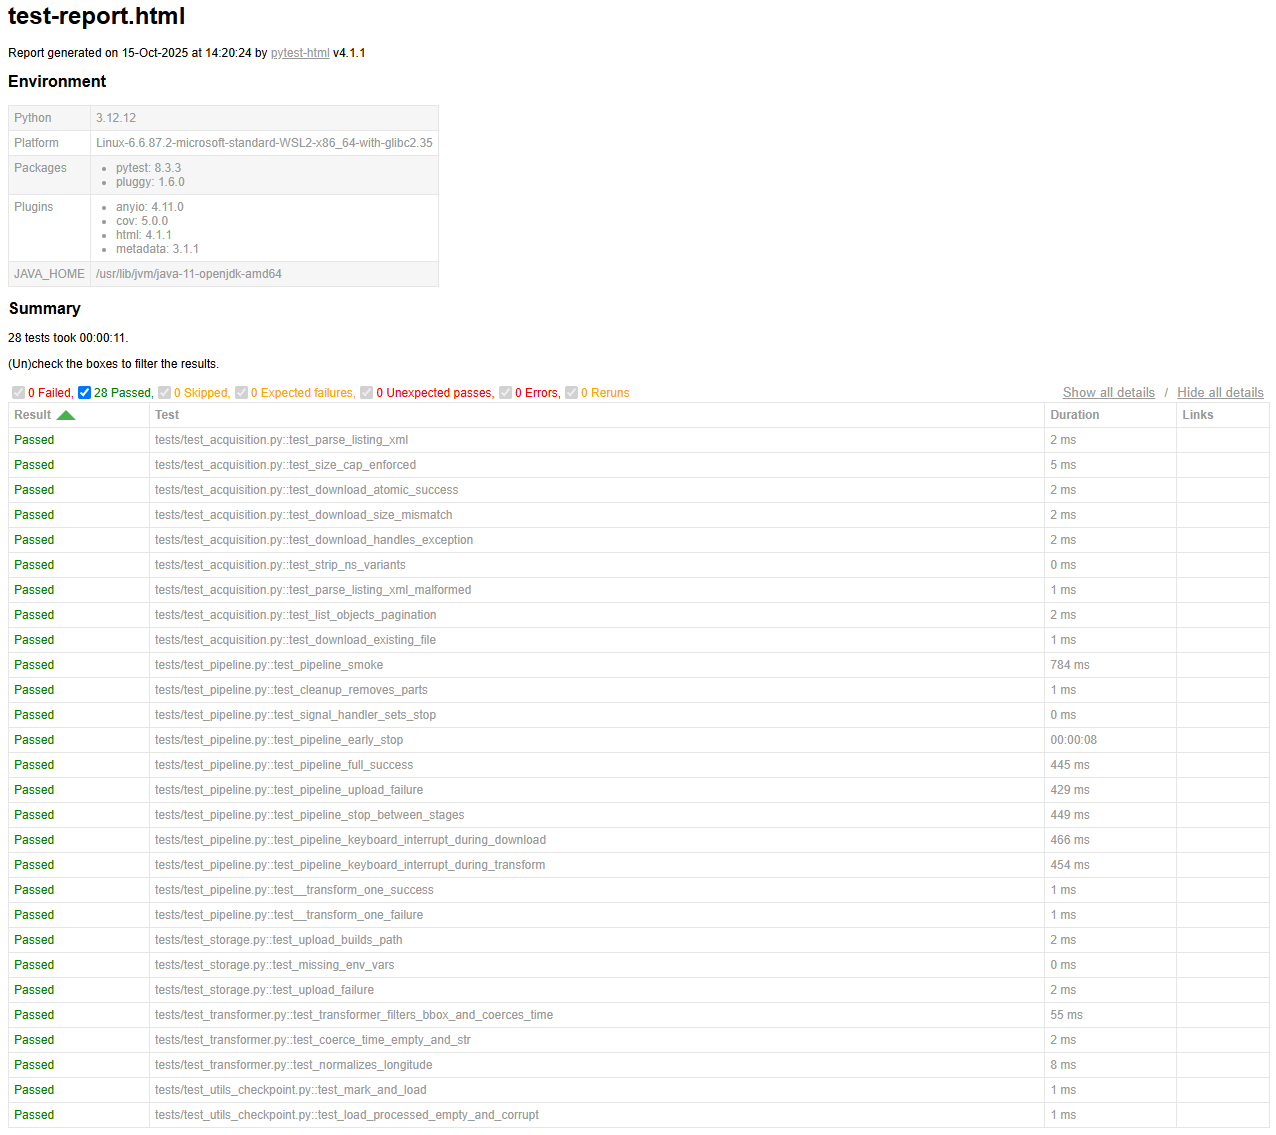 test-report.html
Report generated on 15-Oct-2025 at 14:20:24 by pytest-html v4.1.1
Environment
Python 3.12.12
Platform Linux-6.6.87.2-microsoft-standard-WSL2-x86_64-with-glibc2.35
Packages • pytest: 8.3.3
• pluggy: 1.6.0
Plugins • anyio: 4.11.0
• cov: 5.0.0
• html: 4.1.1
• metadata: 3.1.1
JAVA_HOME /usr/lib/jvm/java-11-openjdk-amd64
Summary
28 tests took 00:00:11.
(Un)check the boxes to filter the results.
0 Failed, 28 Passed, 0 Skipped, 0 Expected failures, 0 Unexpected passes, 0 Errors, 0 Reruns Show all details / Hide all details
Result Test Duration Links
Passed tests/test_acquisition.py::test_parse_listing_xml 2 ms
Passed tests/test_acquisition.py::test_size_cap_enforced 5 ms
Passed tests/test_acquisition.py::test_download_atomic_success 2 ms
Passed tests/test_acquisition.py::test_download_size_mismatch 2 ms
Passed tests/test_acquisition.py::test_download_handles_exception 2 ms
Passed tests/test_acquisition.py::test_strip_ns_variants 0 ms
Passed tests/test_acquisition.py::test_parse_listing_xml_malformed 1 ms
Passed tests/test_acquisition.py::test_list_objects_pagination 2 ms
Passed tests/test_acquisition.py::test_download_existing_file 1 ms
Passed tests/test_pipeline.py::test_pipeline_smoke 784 ms
Passed tests/test_pipeline.py::test_cleanup_removes_parts 1 ms
Passed tests/test_pipeline.py::test_signal_handler_sets_stop 0 ms
Passed tests/test_pipeline.py::test_pipeline_early_stop 00:00:08
Passed tests/test_pipeline.py::test_pipeline_full_success 445 ms
Passed tests/test_pipeline.py::test_pipeline_upload_failure 429 ms
Passed tests/test_pipeline.py::test_pipeline_stop_between_stages 449 ms
Passed tests/test_pipeline.py::test_pipeline_keyboard_interrupt_during_download 466 ms
Passed tests/test_pipeline.py::test_pipeline_keyboard_interrupt_during_transform 454 ms
Passed tests/test_pipeline.py::test__transform_one_success 1 ms
Passed tests/test_pipeline.py::test__transform_one_failure 1 ms
Passed tests/test_storage.py::test_upload_builds_path 2 ms
Passed tests/test_storage.py::test_missing_env_vars 0 ms
Passed tests/test_storage.py::test_upload_failure 2 ms
Passed tests/test_transformer.py::test_transformer_filters_bbox_and_coerces_time 55 ms
Passed tests/test_transformer.py::test_coerce_time_empty_and_str 2 ms
Passed tests/test_transformer.py::test_normalizes_longitude 8 ms
Passed tests/test_utils_checkpoint.py::test_mark_and_load 1 ms
Passed tests/test_utils_checkpoint.py::test_load_processed_empty_and_corrupt 1 ms